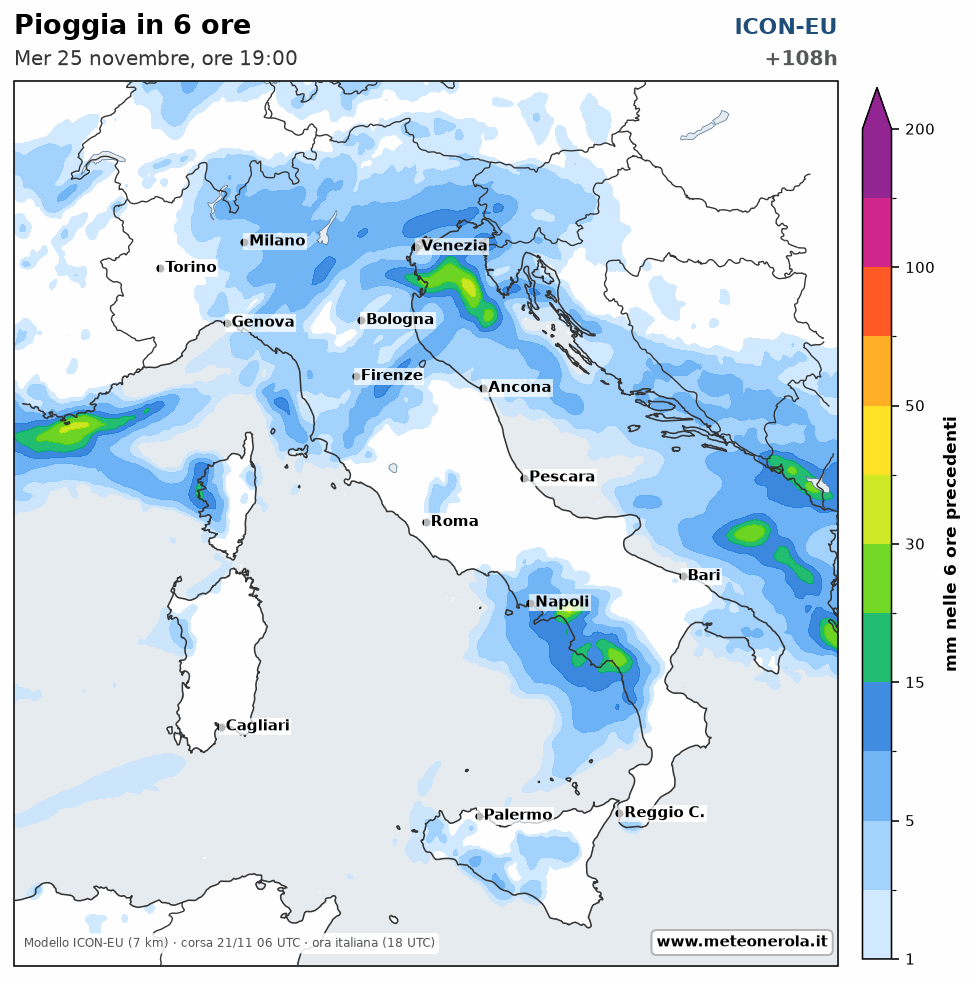 Pioggia in 6 ore
ICON-EU
Mer 25 novembre, ore 19:00
+108h
200
100
50
30
15
5
1
mm nelle 6 ore precedenti
Milano
Venezia
Torino
Genova
Bologna
Firenze
Ancona
Pescara
Roma
Bari
Napoli
Cagliari
Palermo
Reggio C.
Modello ICON-EU (7 km) · corsa 21/11 06 UTC · ora italiana (18 UTC)
www.meteonerola.it